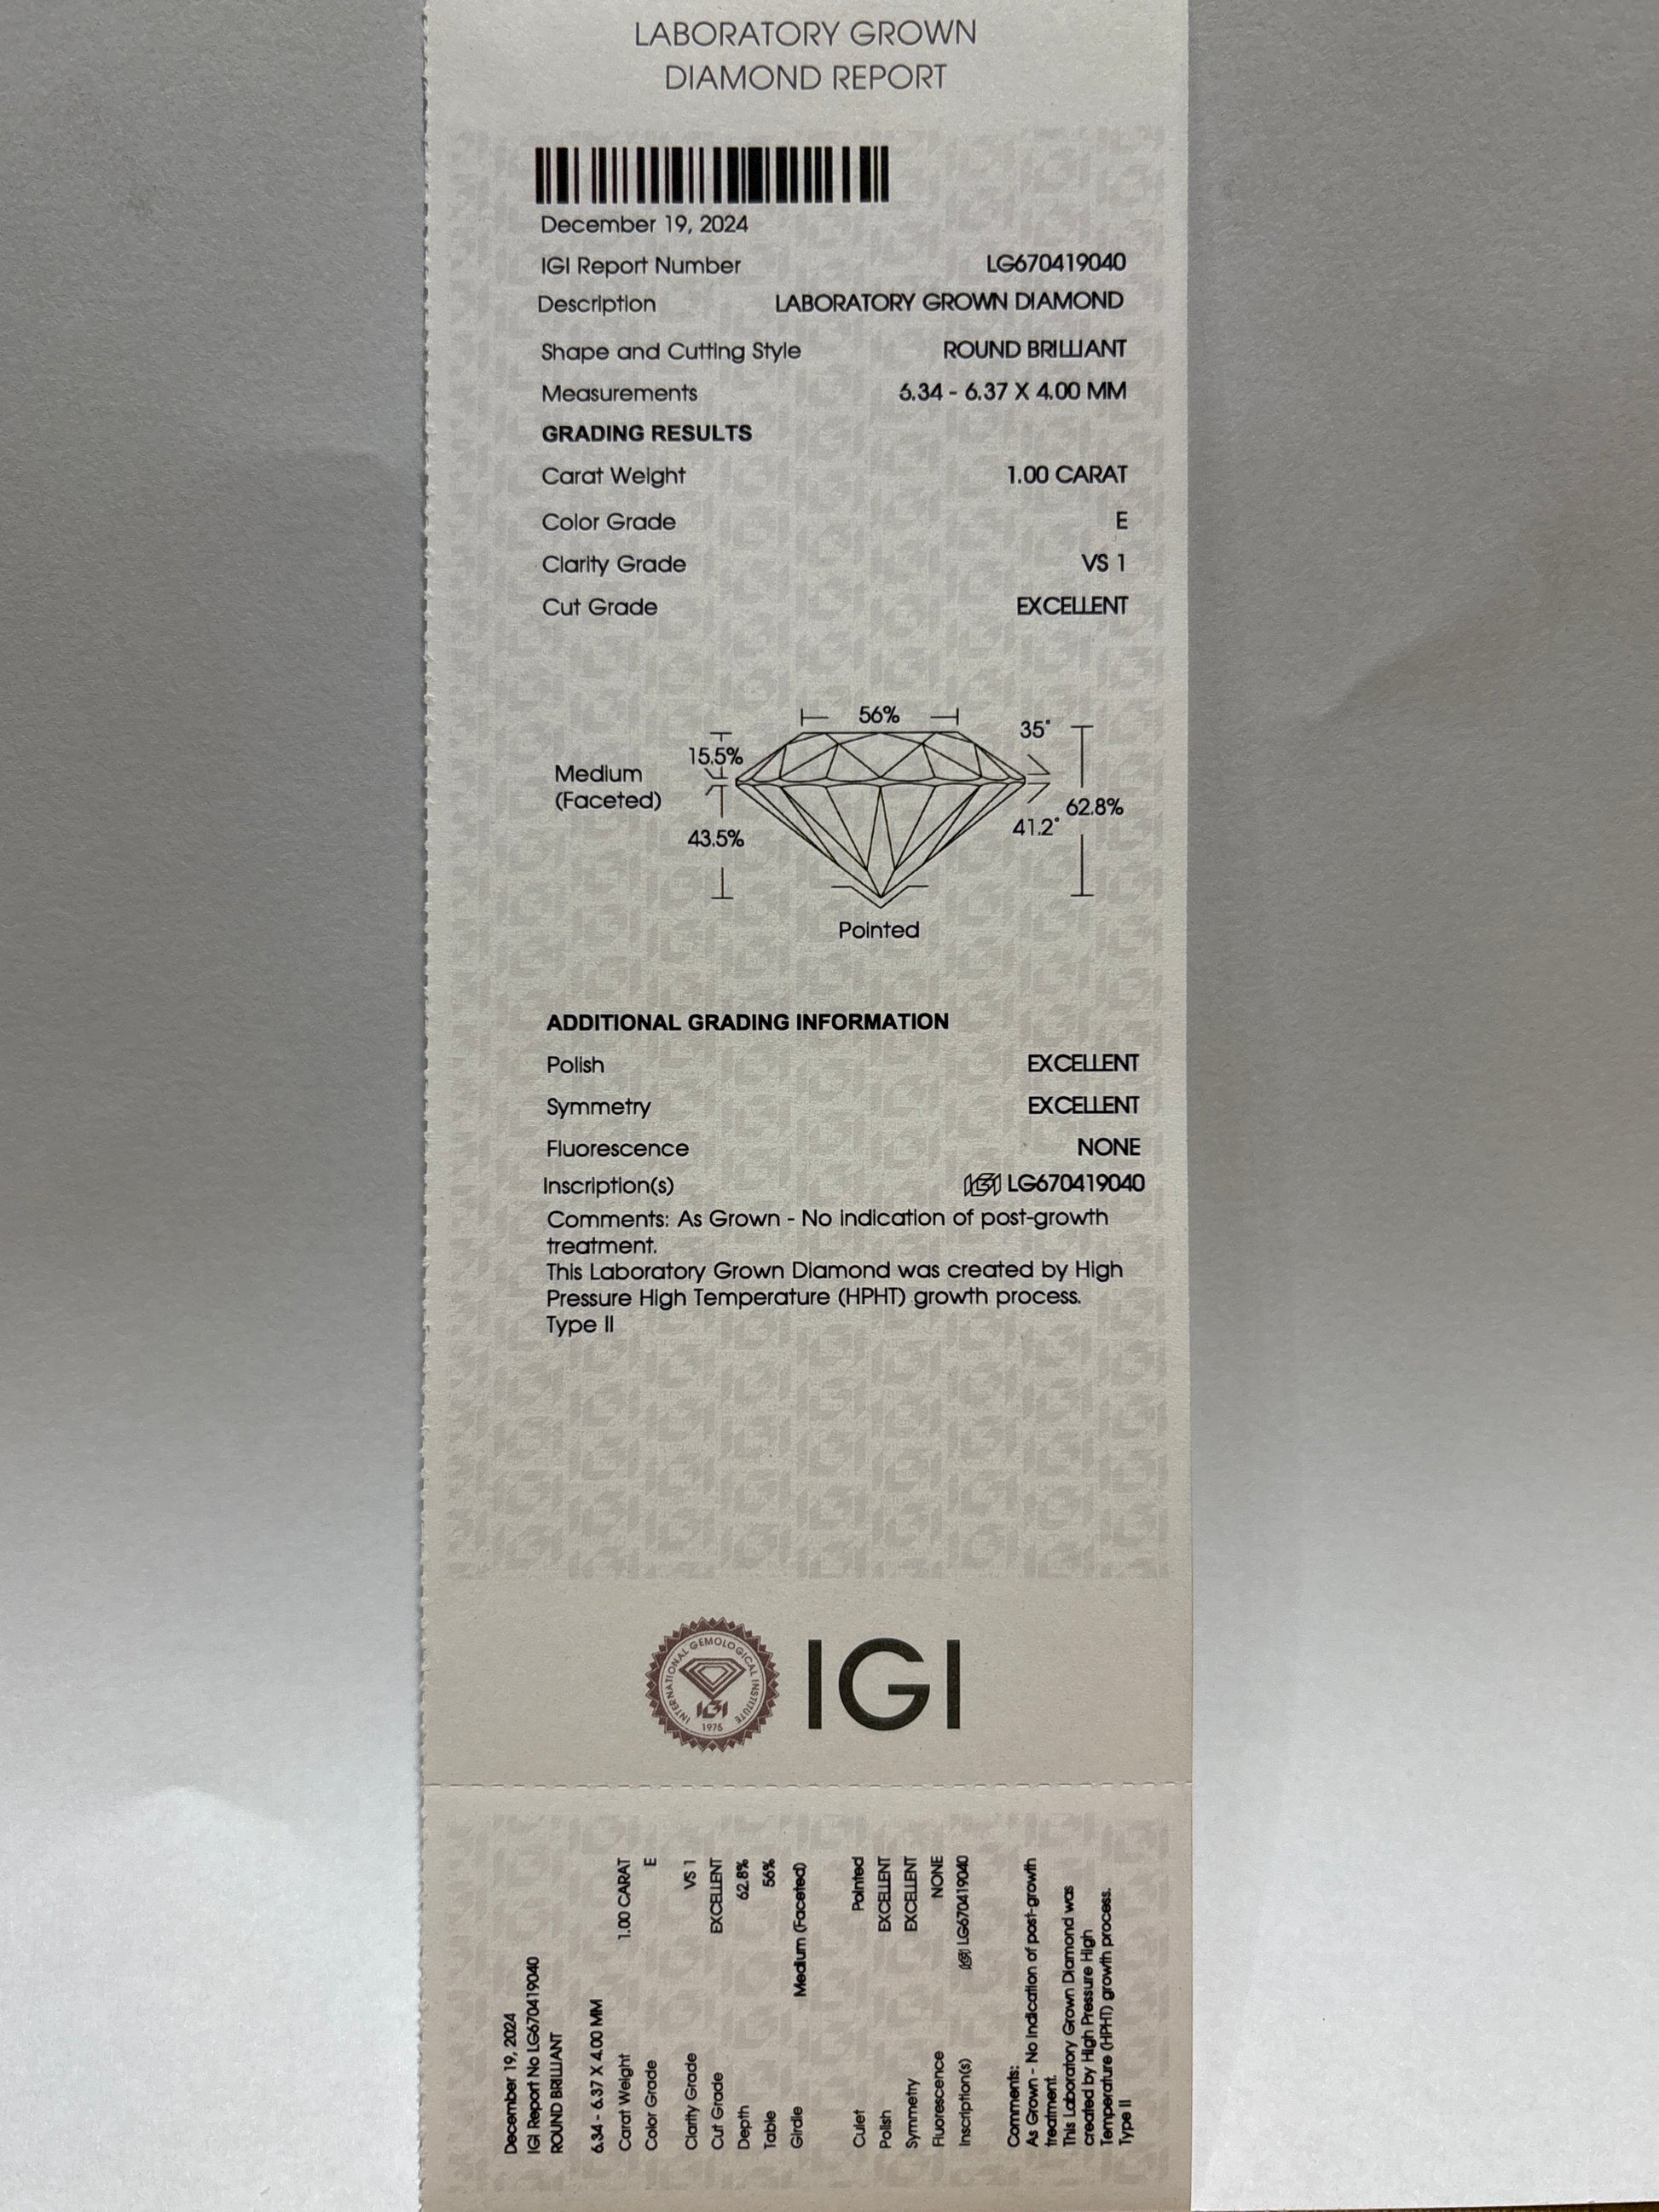 LABORATORY GROWN
DIAMOND REPORT
December 19, 2024
IGI Report Number LG670419040
Description LABORATORY GROWN DIAMOND
Shape and Cutting Style ROUND BRILLIANT
Measurements 6.34 - 6.37 X 4.00 MM
GRADING RESULTS
Carat Weight 1.00 CARAT
Color Grade E
Clarity Grade VS 1
Cut Grade EXCELLENT
56%
35°
15.5%
Medium
(Faceted)
62.8%
41.2°
43.5%
Pointed
ADDITIONAL GRADING INFORMATION
Polish EXCELLENT
Symmetry EXCELLENT
Fluorescence NONE
Inscription(s) IGI LG670419040
Comments: As Grown - No indication of post-growth
treatment.
This Laboratory Grown Diamond was created by High
Pressure High Temperature (HPHT) growth process.
Type II
INTERNATIONAL GEMOLOGICAL INSTITUTE
IGI
1975
IGI
December 19, 2024
IGI Report No LG670419040
ROUND BRILLIANT
6.34 - 6.37 X 4.00 MM
Carat Weight 1.00 CARAT
Color Grade E
Clarity Grade VS 1
Cut Grade EXCELLENT
Depth 62.8%
Table 56%
Girdle Medium (Faceted)
Culet Pointed
Polish EXCELLENT
Symmetry EXCELLENT
Fluorescence NONE
Inscription(s) IGI LG670419040
Comments:
As Grown - No indication of post-growth
treatment.
This Laboratory Grown Diamond was
created by High Pressure High
Temperature (HPHT) growth process.
Type II